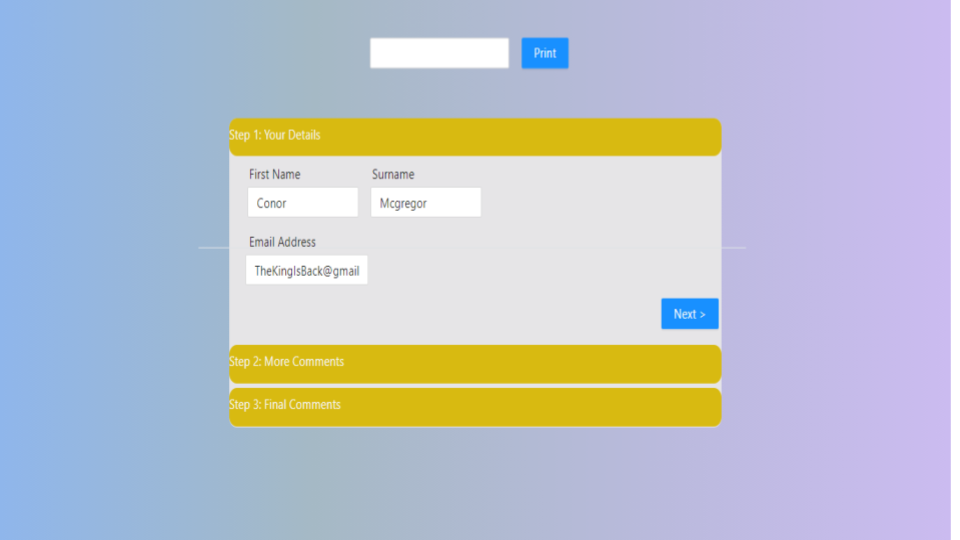 Print
Step 1: Your Details
First Name Surname
Conor Mcgregor
Email Address
TheKingIsBack@gmail
Next >
Step 2: More Comments
Step 3: Final Comments